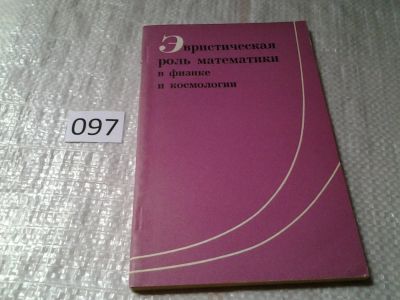 Эвристическая
роль математики
в физике
и космологии
097